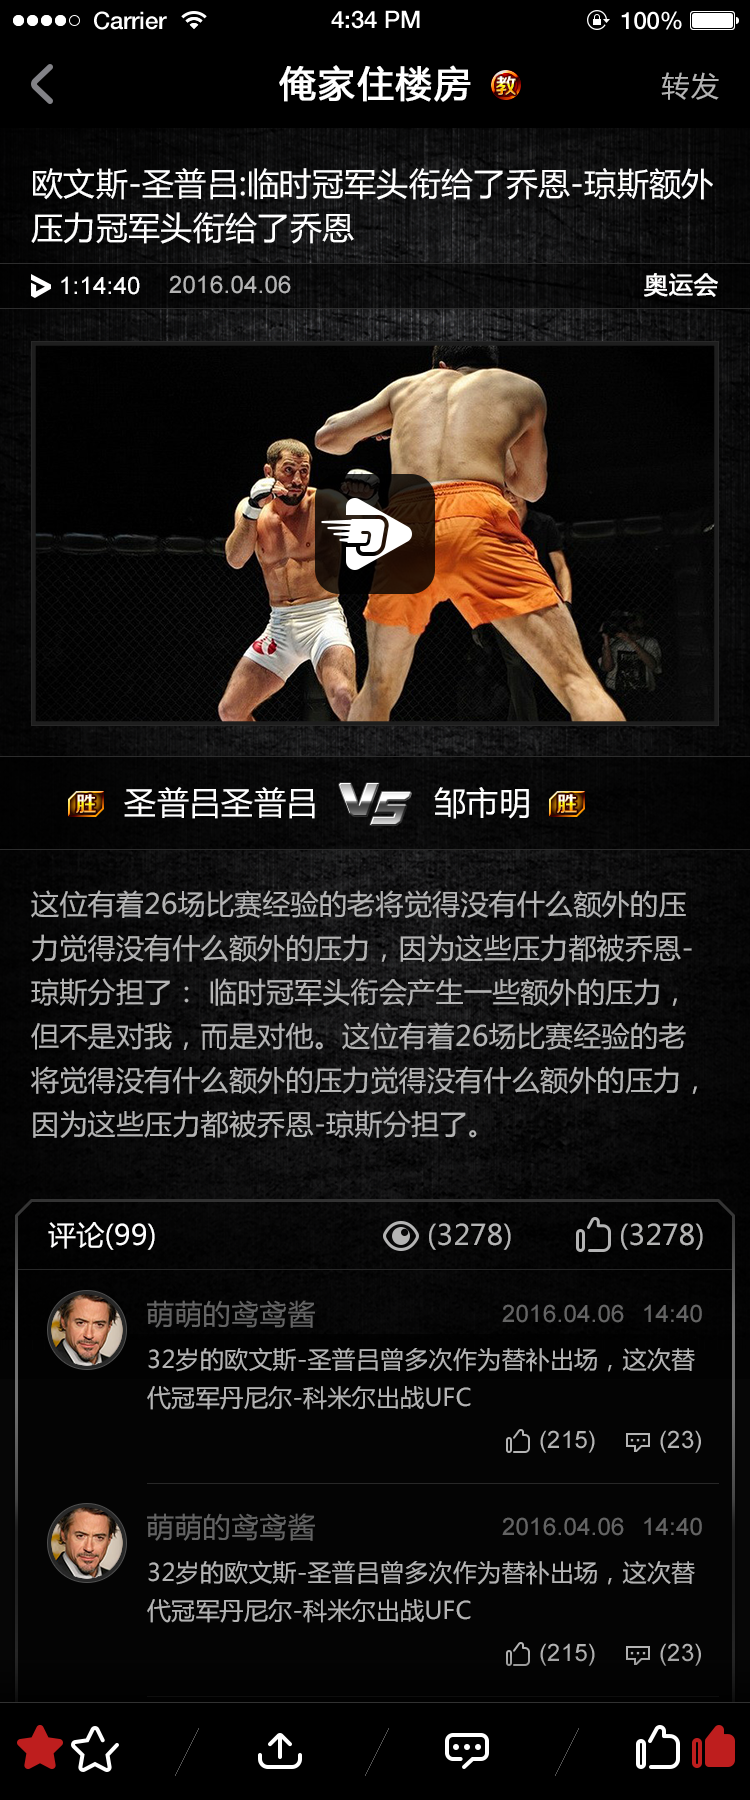 Carrier 4:34 PM 100%
俺家住楼房 教 转发
欧文斯-圣普吕:临时冠军头衔给了乔恩-琼斯额外
压力冠军头衔给了乔恩
1:14:40 2016.04.06 奥运会
胜 圣普吕圣普吕 VS 邹市明 胜
这位有着26场比赛经验的老将觉得没有什么额外的压
力觉得没有什么额外的压力，因为这些压力都被乔恩-
琼斯分担了： 临时冠军头衔会产生一些额外的压力，
但不是对我，而是对他。这位有着26场比赛经验的老
将觉得没有什么额外的压力觉得没有什么额外的压力，
因为这些压力都被乔恩-琼斯分担了。
评论(99) (3278) (3278)
萌萌的鸢鸢酱 2016.04.06 14:40
32岁的欧文斯-圣普吕曾多次作为替补出场，这次替
代冠军丹尼尔-科米尔出战UFC
(215) (23)
萌萌的鸢鸢酱 2016.04.06 14:40
32岁的欧文斯-圣普吕曾多次作为替补出场，这次替
代冠军丹尼尔-科米尔出战UFC
(215) (23)